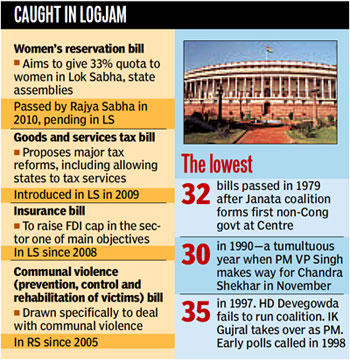 CAUGHT IN LOGJAM
Women's reservation bill
■ Aims to give 33% quota to
women in Lok Sabha, state
assemblies
Passed by Rajya Sabha in
2010, pending in LS
Goods and services tax bill
■ Proposes major tax
reforms, including allowing
states to tax services
Introduced in LS in 2009
Insurance bill
■ To raise FDI cap in the sec-
tor one of main objectives
In LS since 2008
Communal violence
(prevention, control and
rehabilitation of victims) bill
■ Drawn specifically to deal
with communal violence
In RS since 2005
The lowest
32 bills passed in 1979
after Janata coalition
forms first non-Cong
govt at Centre
30 in 1990—a tumultuous
year when PM VP Singh
makes way for Chandra
Shekhar in November
35 in 1997. HD Devegowda
fails to run coalition. IK
Gujral takes over as PM.
Early polls called in 1998